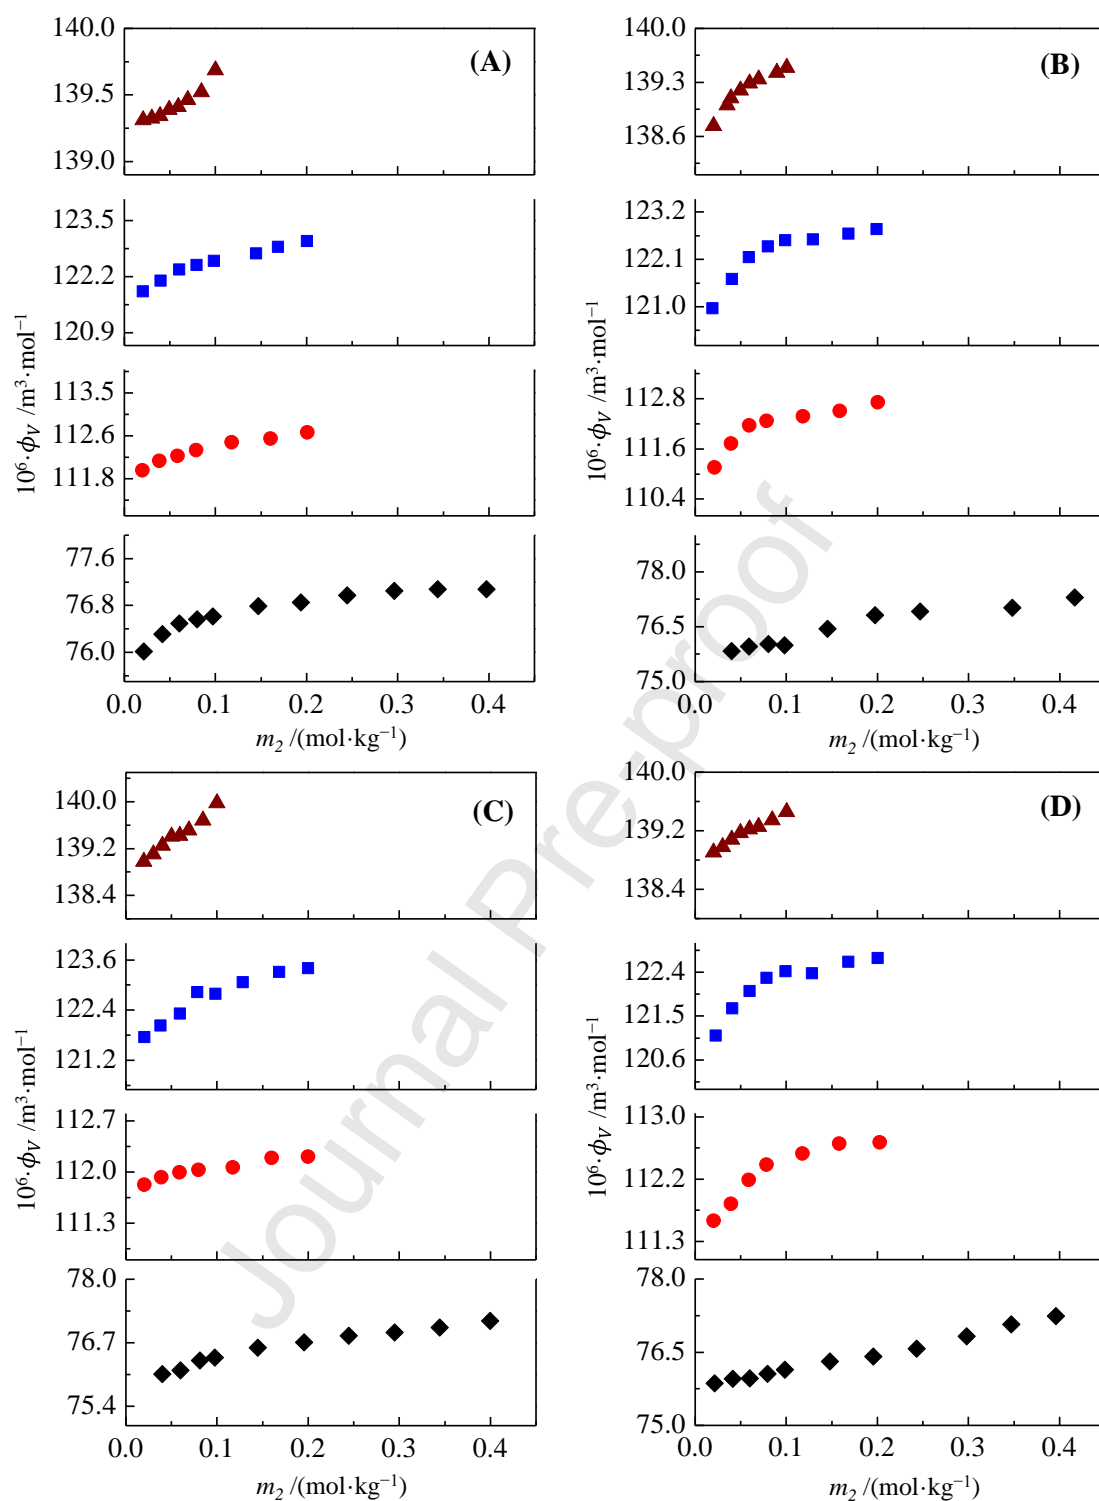 140.0
139.5
139.0
(A)
123.5
122.2
120.9
113.5
112.6
111.8
77.6
76.8
76.0
0.0 0.1 0.2 0.3 0.4
10⁶·ϕ_V /m³·mol⁻¹
m₂ /(mol·kg⁻¹)
140.0
139.3
138.6
(B)
123.2
122.1
121.0
112.8
111.6
110.4
78.0
76.5
75.0
0.0 0.1 0.2 0.3 0.4
10⁶·ϕ_V /m³·mol⁻¹
m₂ /(mol·kg⁻¹)
140.0
139.2
138.4
(C)
123.6
122.4
121.2
112.7
112.0
111.3
78.0
76.7
75.4
0.0 0.1 0.2 0.3 0.4
10⁶·ϕ_V /m³·mol⁻¹
m₂ /(mol·kg⁻¹)
140.0
139.2
138.4
(D)
122.4
121.5
120.6
113.0
112.2
111.3
78.0
76.5
75.0
0.0 0.1 0.2 0.3 0.4
10⁶·ϕ_V /m³·mol⁻¹
m₂ /(mol·kg⁻¹)
Journal Pre-proof